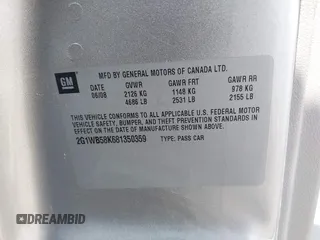 GM
MFD BY GENERAL MOTORS OF CANADA LTD.
06/08
GVWR
2126 KG
4686 LB
GAWR FRT
1148 KG
2531 LB
GAWR RR
978 KG
2155 LB
THIS VEHICLE CONFORMS TO ALL APPLICABLE U.S. FEDERAL MOTOR
VEHICLE SAFETY, BUMPER, AND THEFT PREVENTION STANDARDS IN
EFFECT ON THE DATE OF MANUFACTURE SHOWN ABOVE.
2G1WB58K681350359
TYPE: PASS CAR
DREAMBID